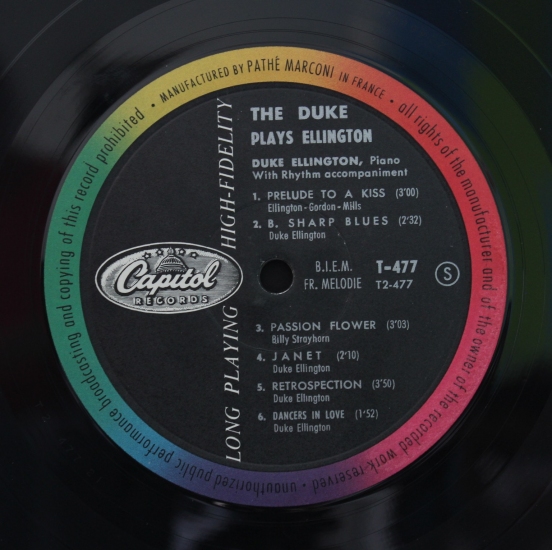 MANUFACTURED BY PATHÉ MARCONI IN FRANCE • all rights of the manufacturer and of the owner of the recorded work reserved • unauthorized public performance broadcasting and copying of this record prohibited •
THE DUKE
PLAYS ELLINGTON
DUKE ELLINGTON, Piano
With Rhythm accompaniment
1. PRELUDE TO A KISS (3'00)
Ellington-Gordon-Mills
2. B. SHARP BLUES (2'32)
Duke Ellington
LONG PLAYING HIGH-FIDELITY
Capitol
RECORDS
B.I.E.M. T-477
FR. MELODIE T2-477
S
3. PASSION FLOWER (3'03)
Billy Strayhorn
4. JANET (2'10)
Duke Ellington
5. RETROSPECTION (3'50)
Duke Ellington
6. DANCERS IN LOVE (1'52)
Duke Ellington